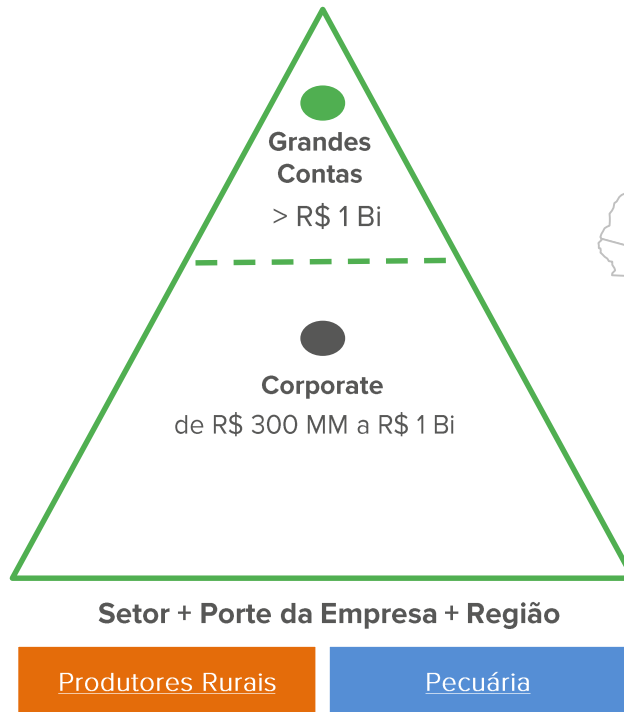 Grandes
Contas
> R$ 1 Bi
Corporate
de R$ 300 MM a R$ 1 Bi
Setor + Porte da Empresa + Região
Produtores Rurais
Pecuária